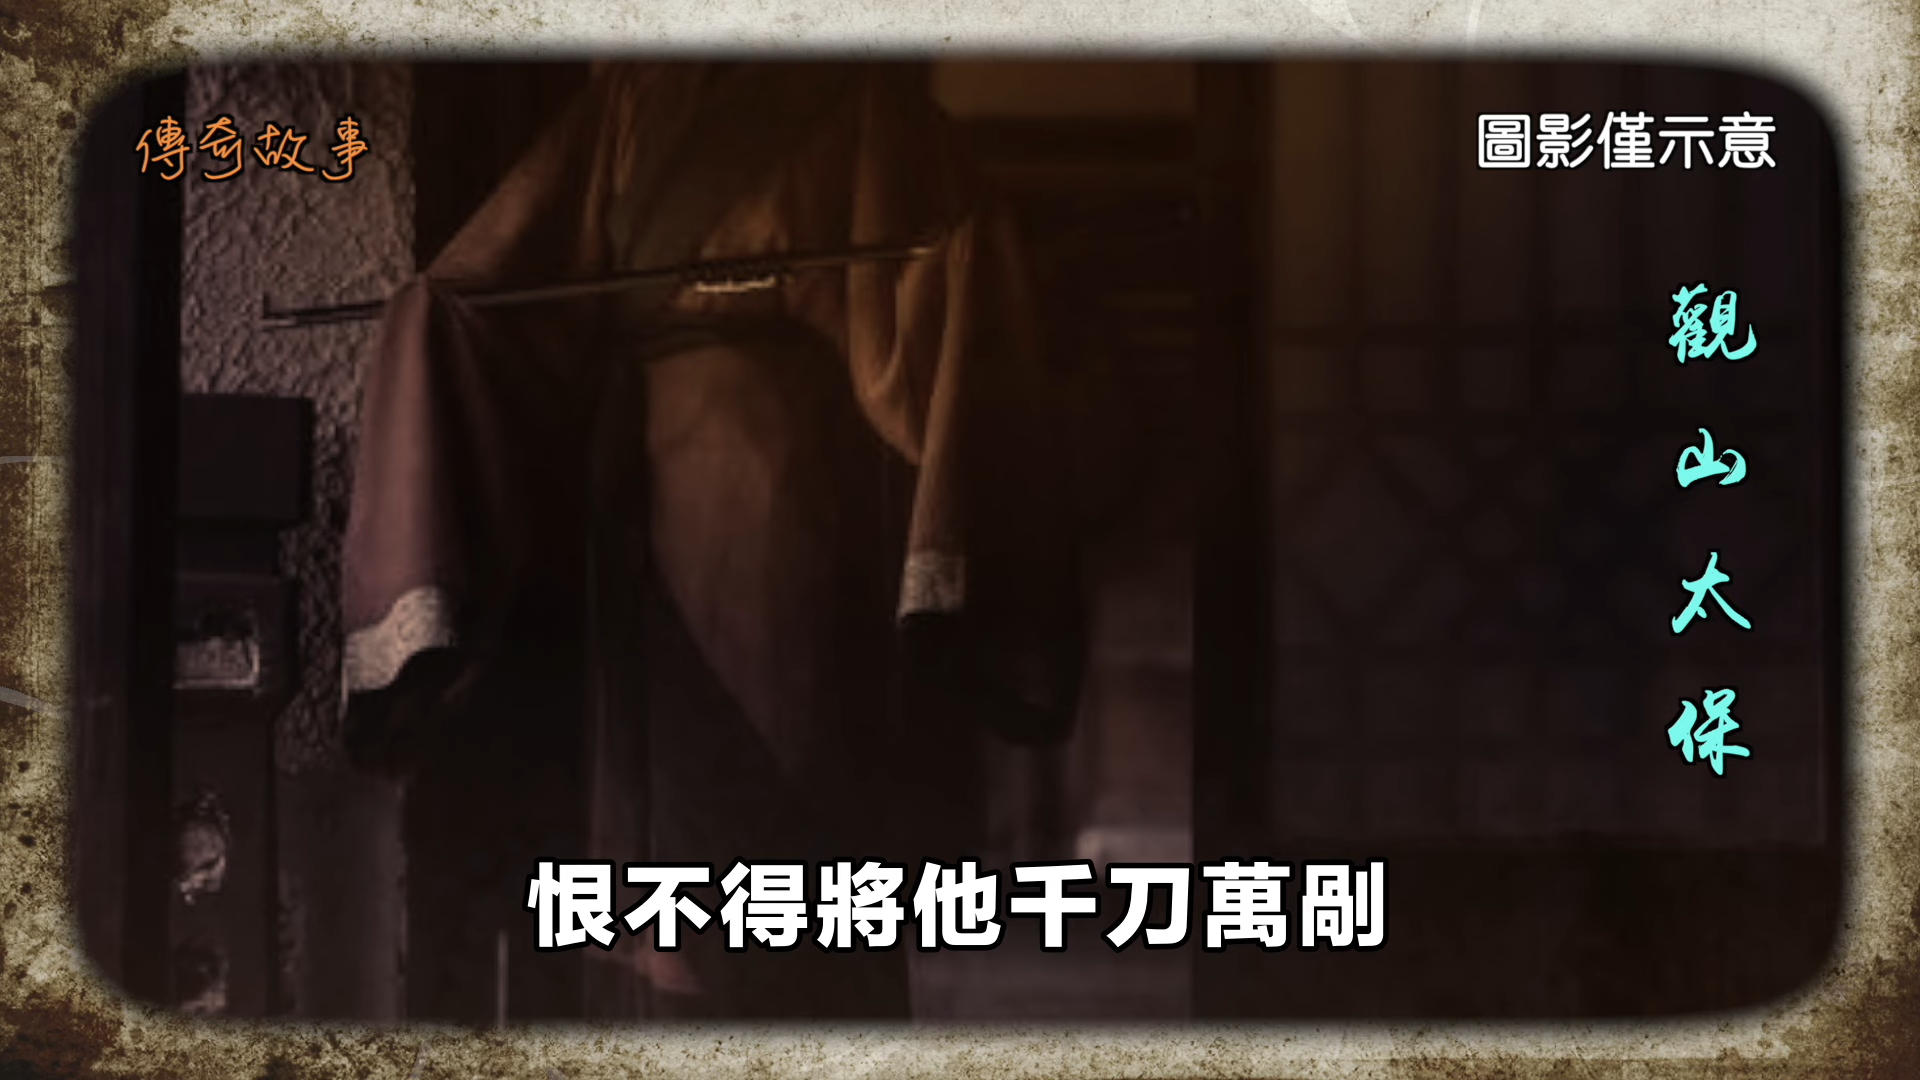 傳奇故事
圖影僅示意
觀山太保
恨不得將他千刀萬剮